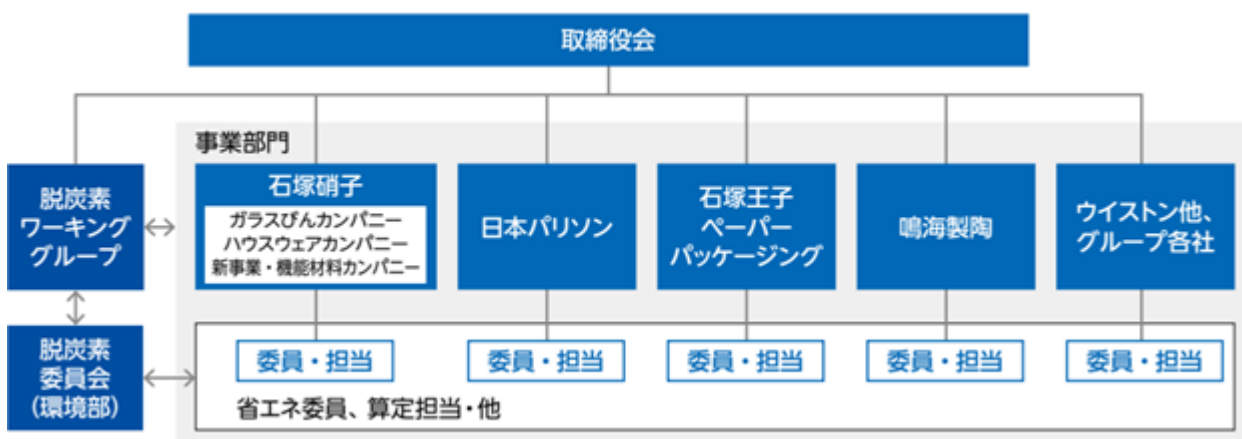 取締役会
事業部門
脱炭素
ワーキング
グループ
石塚硝子
ガラスびんカンパニー
ハウスウェアカンパニー
新事業・機能材料カンパニー
日本パリソン
石塚王子
ペーパー
パッケージング
鳴海製陶
ウイストン他、
グループ各社
脱炭素
委員会
(環境部)
委員・担当
委員・担当
委員・担当
委員・担当
委員・担当
省エネ委員、算定担当・他